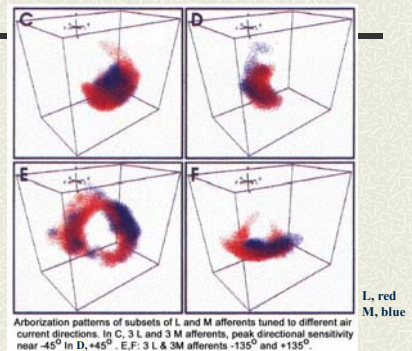 C
D
E
F
L, red
M, blue
Arborization patterns of subsets of L and M afferents tuned to different air
current directions. In C, 3 L and 3 M afferents, peak directional sensitivity
near -45° In D, +45° . E,F: 3 L & 3M afferents -135° and +135°.